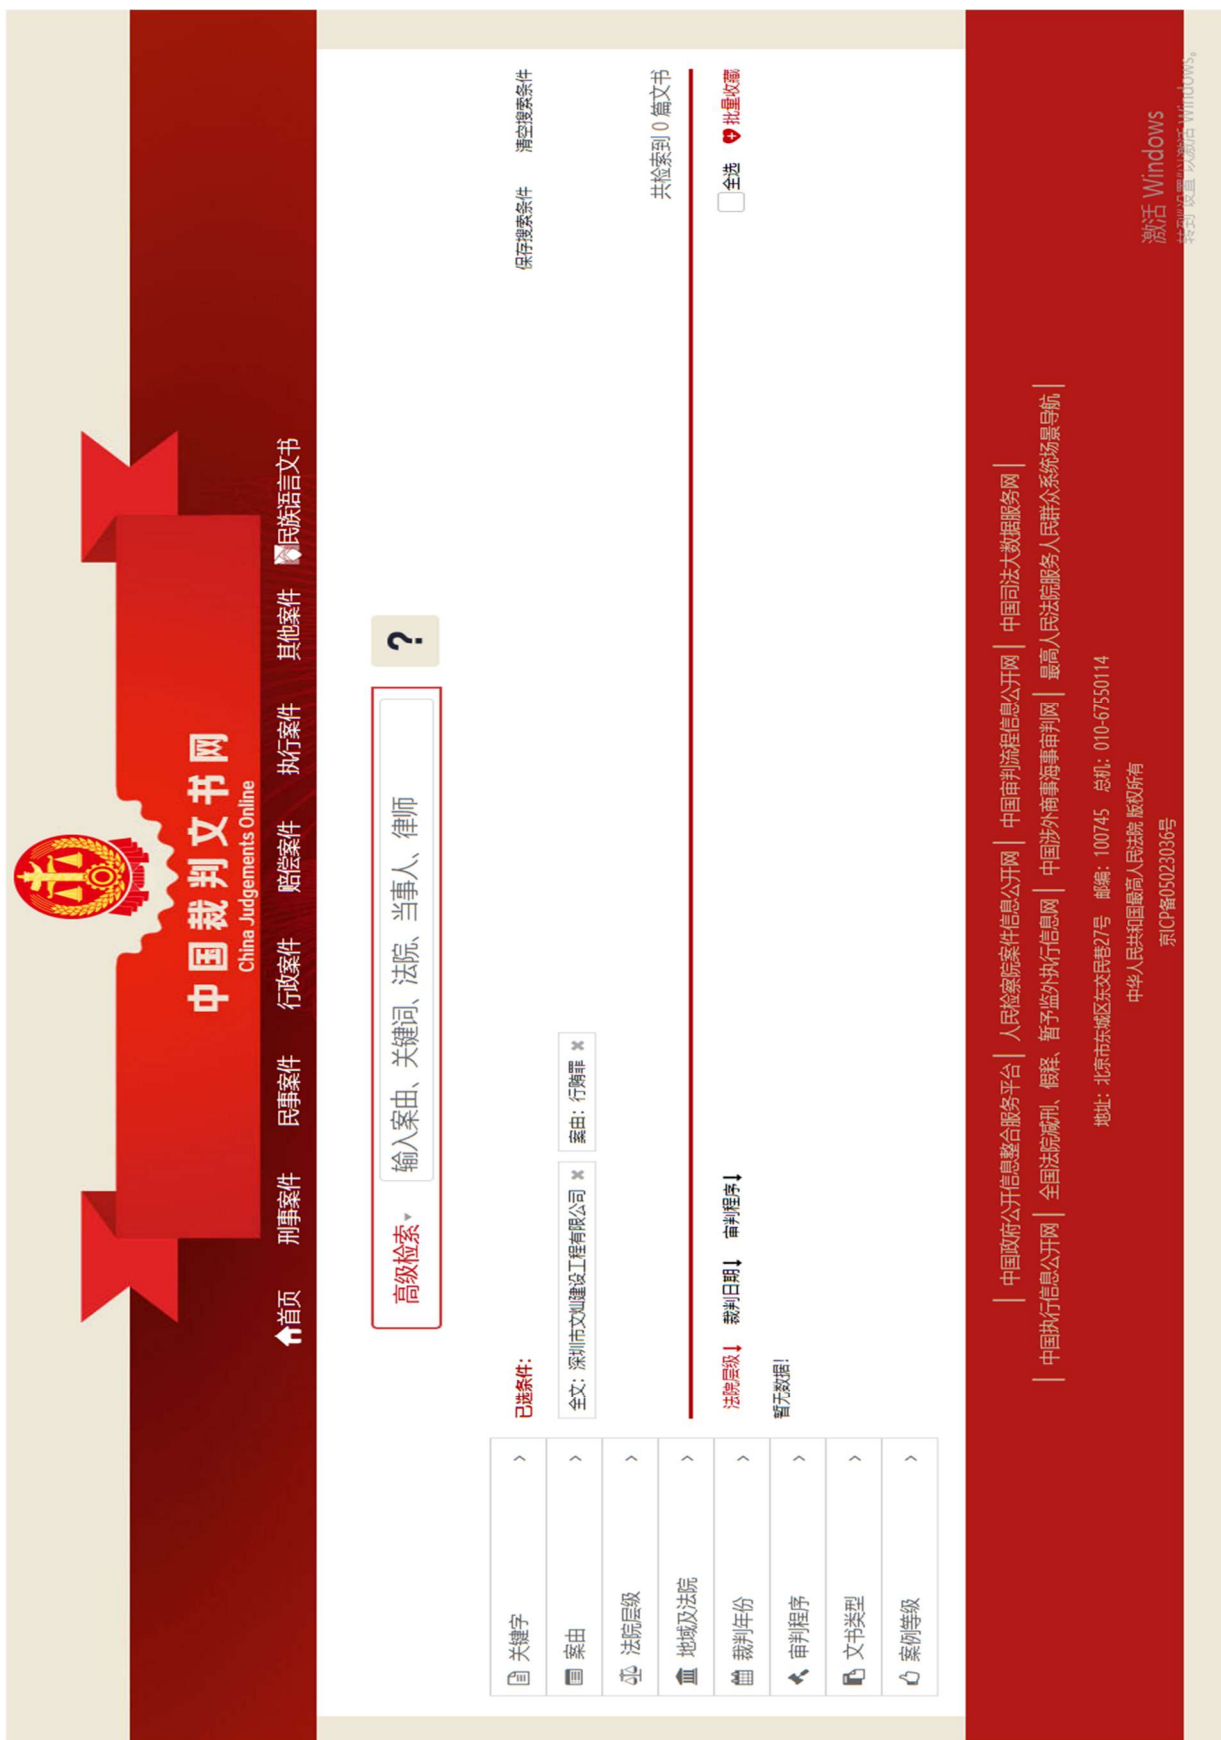 中国裁判文书网
China Judgements Online
首页 刑事案件 民事案件 行政案件 赔偿案件 执行案件 其他案件 民族语言文书
高级检索 输入案由、关键词、法院、当事人、律师 ?
关键字
案由
法院层级
地域及法院
裁判年份
审判程序
文书类型
案例等级
已选条件：
保存搜索条件 清空搜索条件
全文：深圳市文灿建设工程有限公司 × 案由：行贿罪 ×
共检索到 0 篇文书
法院层级↓ 裁判日期↓ 审判程序↓
全选 批量收藏
暂无数据!
| 中国政府公开信息整合服务平台 | 人民检察院案件信息公开网 | 中国审判流程信息公开网 | 中国司法大数据服务网 |
| 中国执行信息公开网 | 全国法院减刑、假释、暂予监外执行信息网 | 中国涉外商事海事审判网 | 最高人民法院服务人民群众系统场景导航 |
地址：北京市东城区东交民巷27号 邮编：100745 总机：010-67550114
中华人民共和国最高人民法院 版权所有
京ICP备05023036号
激活 Windows
转到"设置"以激活 Windows。